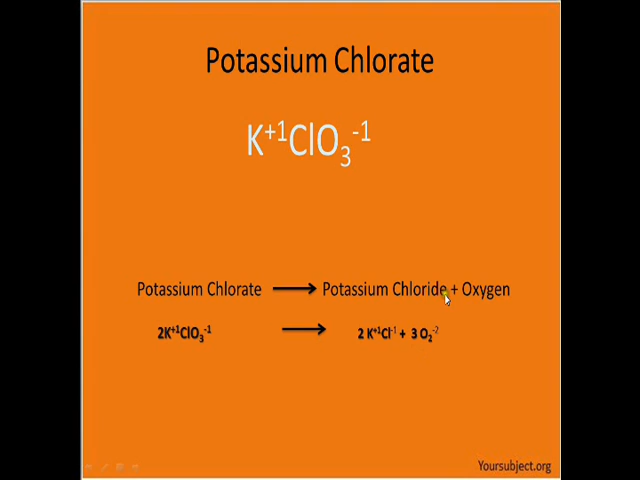 Potassium Chlorate
K⁺¹ClO₃⁻¹
Potassium Chlorate → Potassium Chloride + Oxygen
2K⁺¹ClO₃⁻¹ → 2 K⁺¹Cl⁻¹ + 3 O₂⁻²
Yoursubject.org